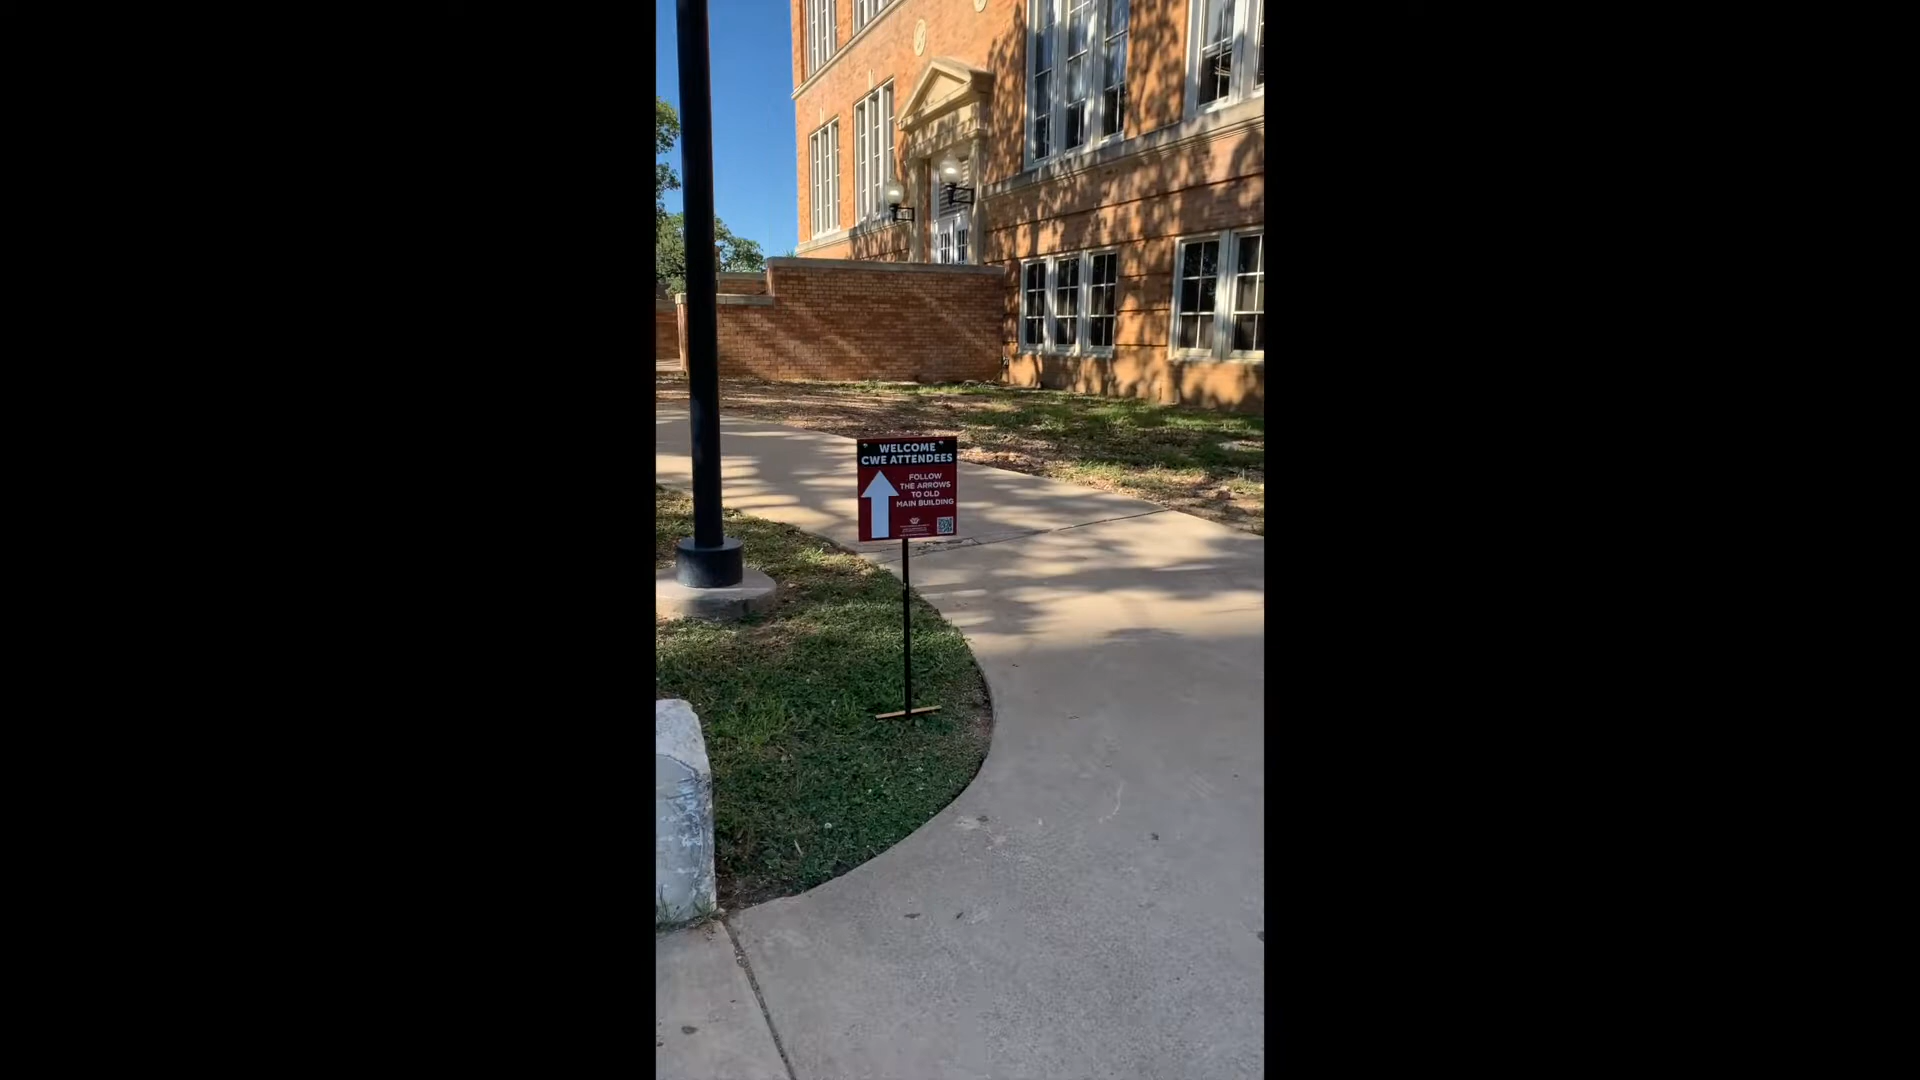 WELCOME
CWE ATTENDEES
FOLLOW
THE ARROWS
TO OLD
MAIN BUILDING